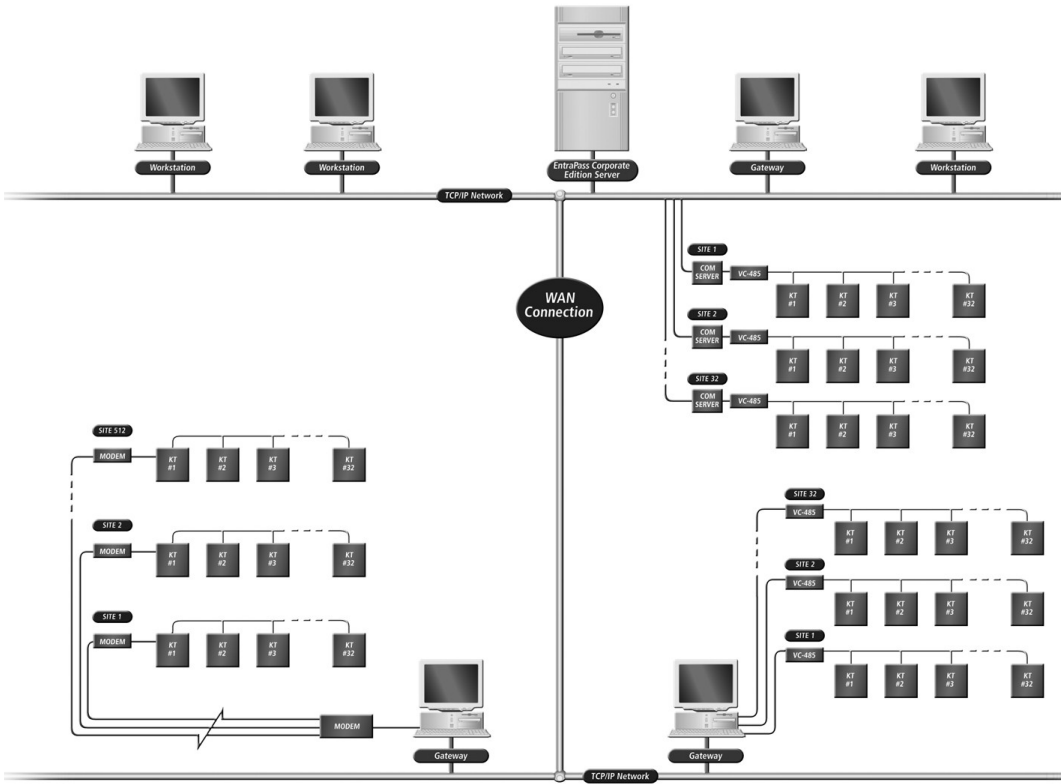 Workstation
Workstation
EntraPass Corporate
Edition Server
Gateway
Workstation
TCP/IP Network
WAN
Connection
SITE 1
COM
SERVER
VC-485
KT
#1
KT
#2
KT
#3
KT
#32
SITE 2
COM
SERVER
VC-485
KT
#1
KT
#2
KT
#3
KT
#32
SITE 32
COM
SERVER
VC-485
KT
#1
KT
#2
KT
#3
KT
#32
SITE 512
MODEM
KT
#1
KT
#2
KT
#3
KT
#32
SITE 2
MODEM
KT
#1
KT
#2
KT
#3
KT
#32
SITE 1
MODEM
KT
#1
KT
#2
KT
#3
KT
#32
MODEM
Gateway
SITE 32
VC-485
KT
#1
KT
#2
KT
#3
KT
#32
SITE 2
VC-485
KT
#1
KT
#2
KT
#3
KT
#32
SITE 1
VC-485
KT
#1
KT
#2
KT
#3
KT
#32
Gateway
TCP/IP Network